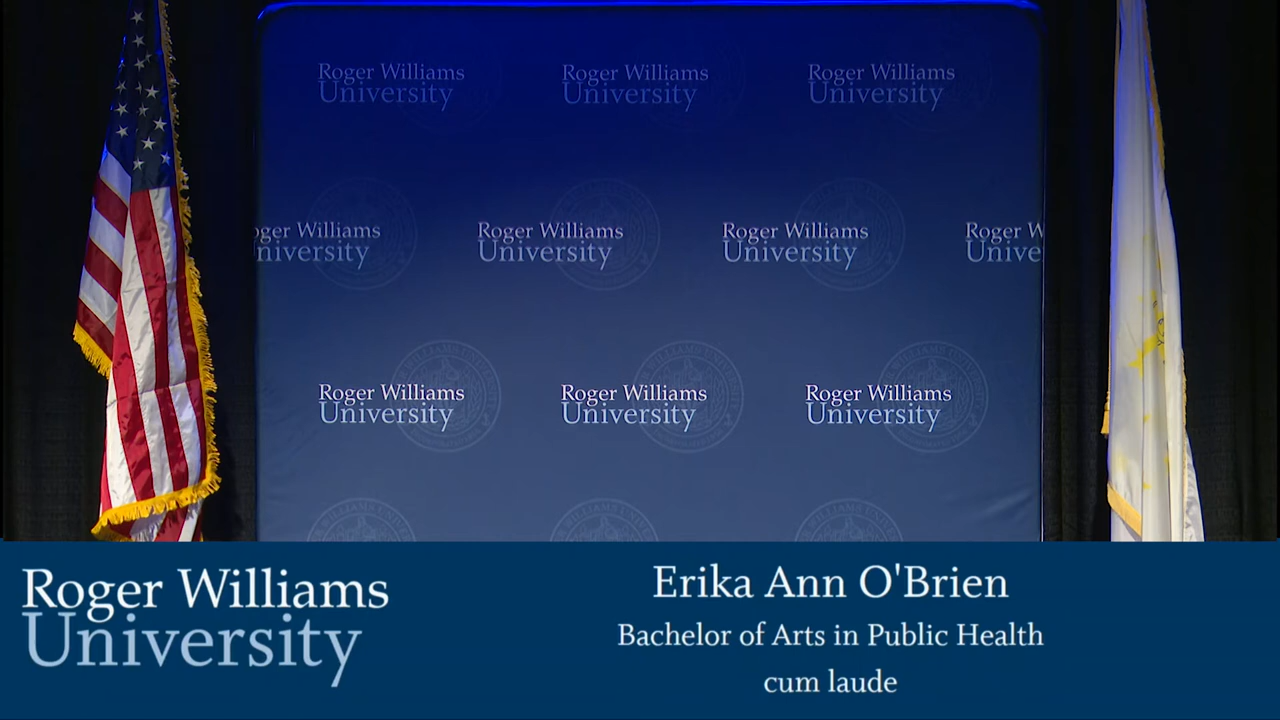 Roger Williams
University
Roger Williams
University
Roger Williams
University
oger Williams
niversity
Roger Williams
University
Roger Williams
University
Roger W
Unive
Roger Williams
University
Roger Williams
University
Roger Williams
University
Roger Williams
University
Erika Ann O'Brien
Bachelor of Arts in Public Health
cum laude